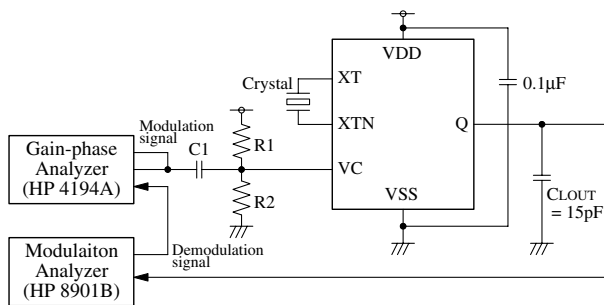 VDD
Crystal
XT
0.1μF
XTN
Q
Modulation
signal
R1
Gain-phase
Analyzer
(HP 4194A)
C1
VC
R2
VSS
CLOUT
= 15pF
Modulaiton
Analyzer
(HP 8901B)
Demodulation
signal